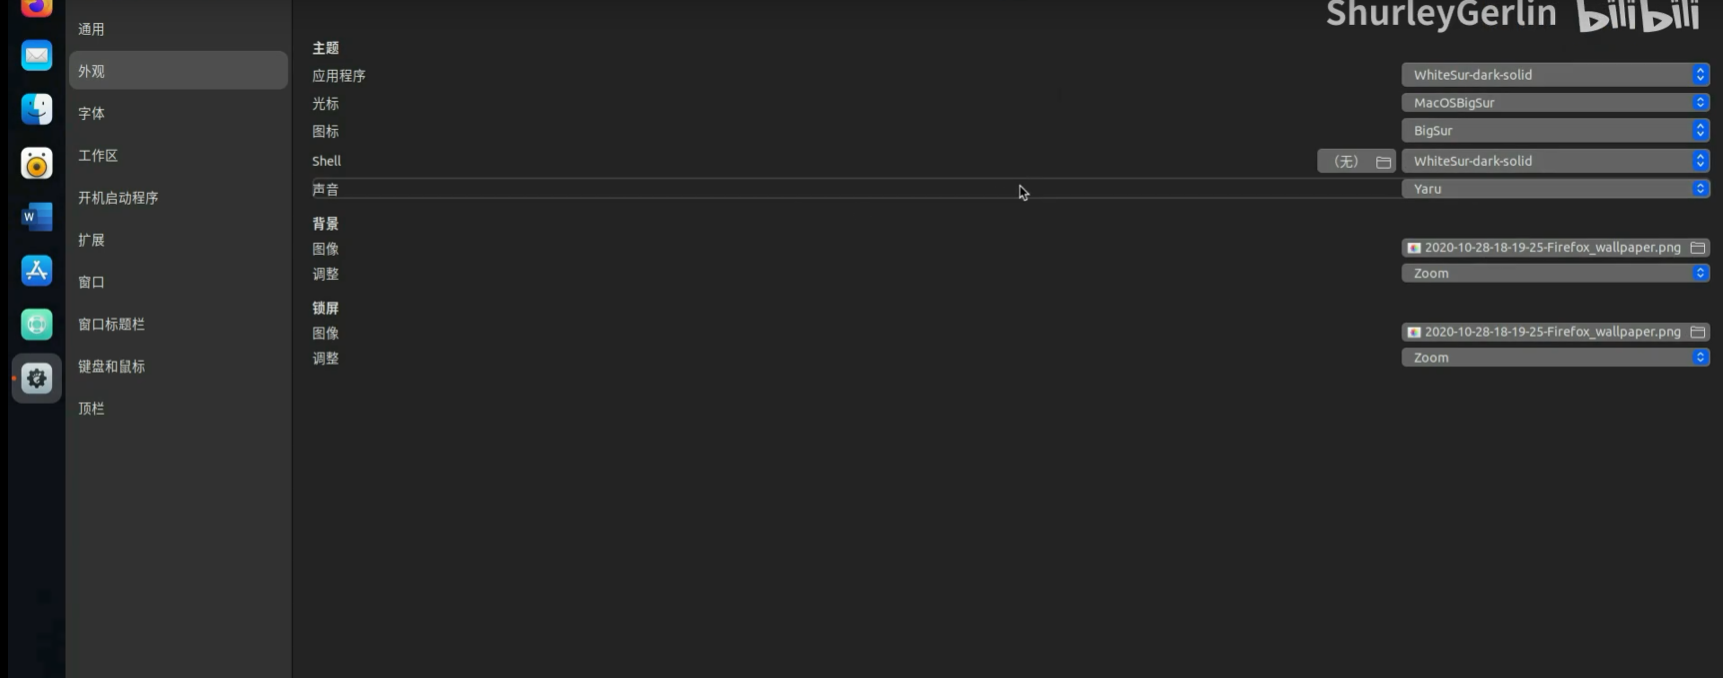 ShurleyGerlin bilibili
通用
外观
字体
工作区
开机启动程序
扩展
窗口
窗口标题栏
键盘和鼠标
顶栏
主题
应用程序 WhiteSur-dark-solid
光标 MacOSBigSur
图标 BigSur
Shell （无） WhiteSur-dark-solid
声音 Yaru
背景
图像 2020-10-28-18-19-25-Firefox_wallpaper.png
调整 Zoom
锁屏
图像 2020-10-28-18-19-25-Firefox_wallpaper.png
调整 Zoom
W